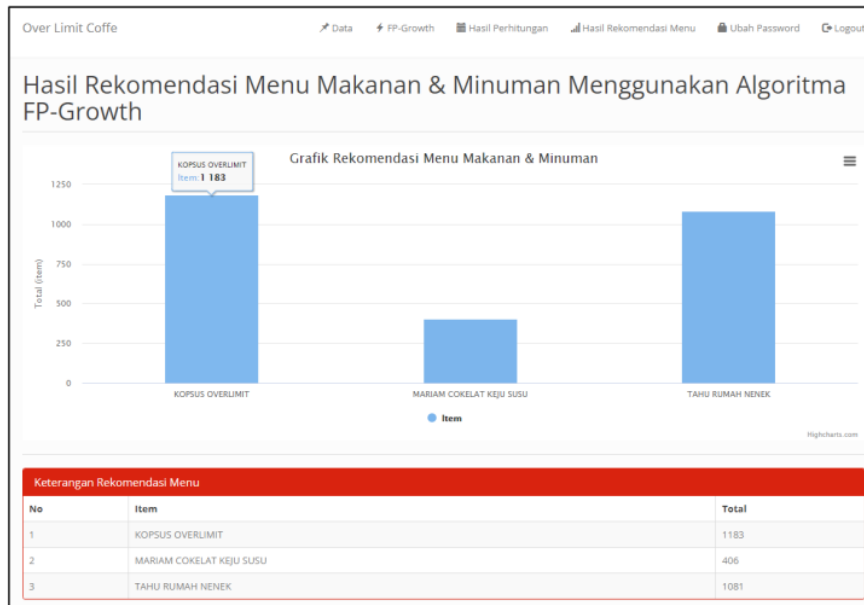 Over Limit Coffe
Data FP-Growth Hasil Perhitungan Hasil Rekomendasi Menu Ubah Password Logout
Hasil Rekomendasi Menu Makanan & Minuman Menggunakan Algoritma
FP-Growth
Grafik Rekomendasi Menu Makanan & Minuman
KOPSUS OVERLIMIT
Item: 1 183
1250
1000
750
500
250
0
Total (item)
KOPSUS OVERLIMIT MARIAM COKELAT KEJU SUSU TAHU RUMAH NENEK
Item
Highcharts.com
Keterangan Rekomendasi Menu
No Item Total
1 KOPSUS OVERLIMIT 1183
2 MARIAM COKELAT KEJU SUSU 406
3 TAHU RUMAH NENEK 1081